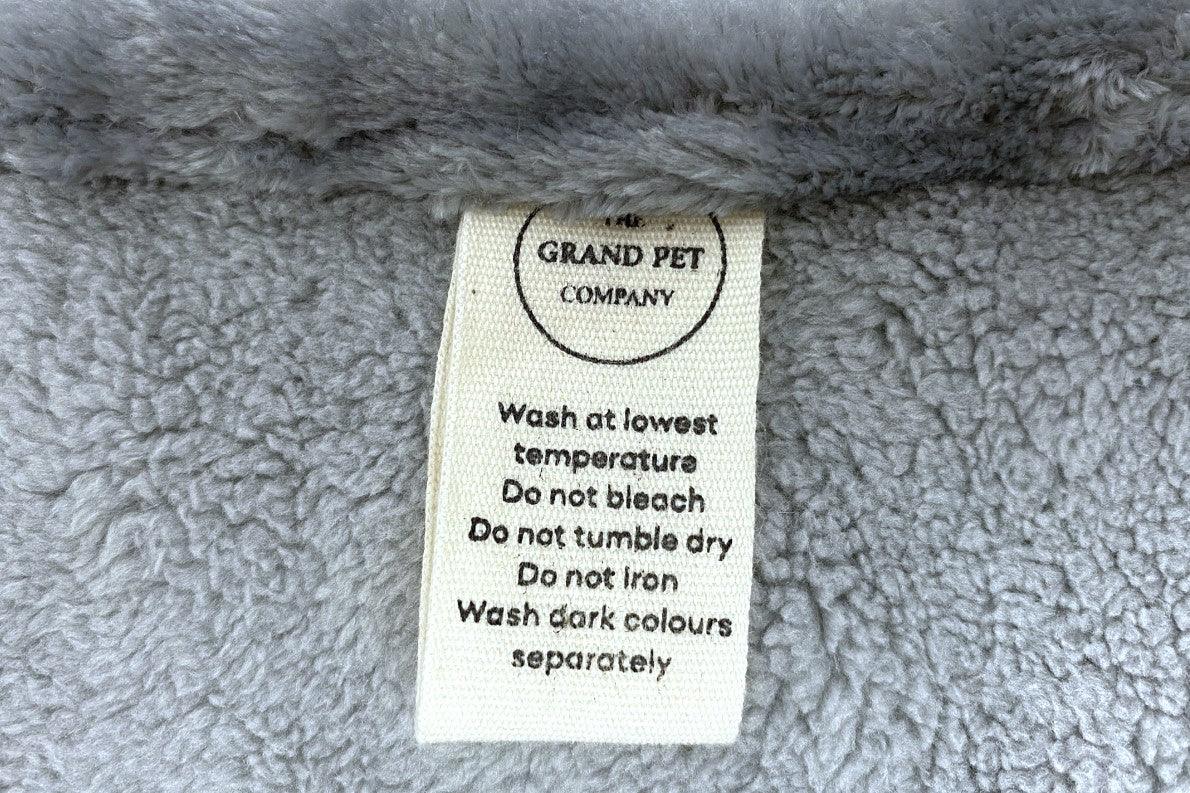 THE
GRAND PET
COMPANY
Wash at lowest
temperature
Do not bleach
Do not tumble dry
Do not iron
Wash dark colours
separately